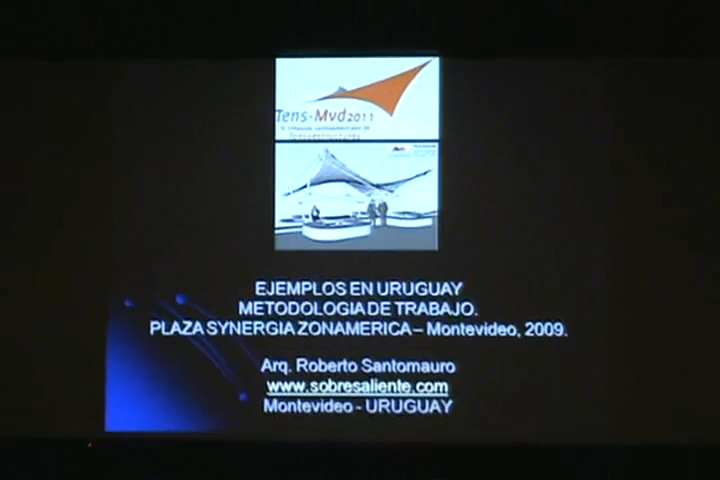 Tens-Mvd2011
Tensoestructuras
EJEMPLOS EN URUGUAY
METODOLOGIA DE TRABAJO.
PLAZA SYNERGIA ZONAMERICA – Montevideo, 2009.
Arq. Roberto Santomauro
www.sobresaliente.com
Montevideo - URUGUAY